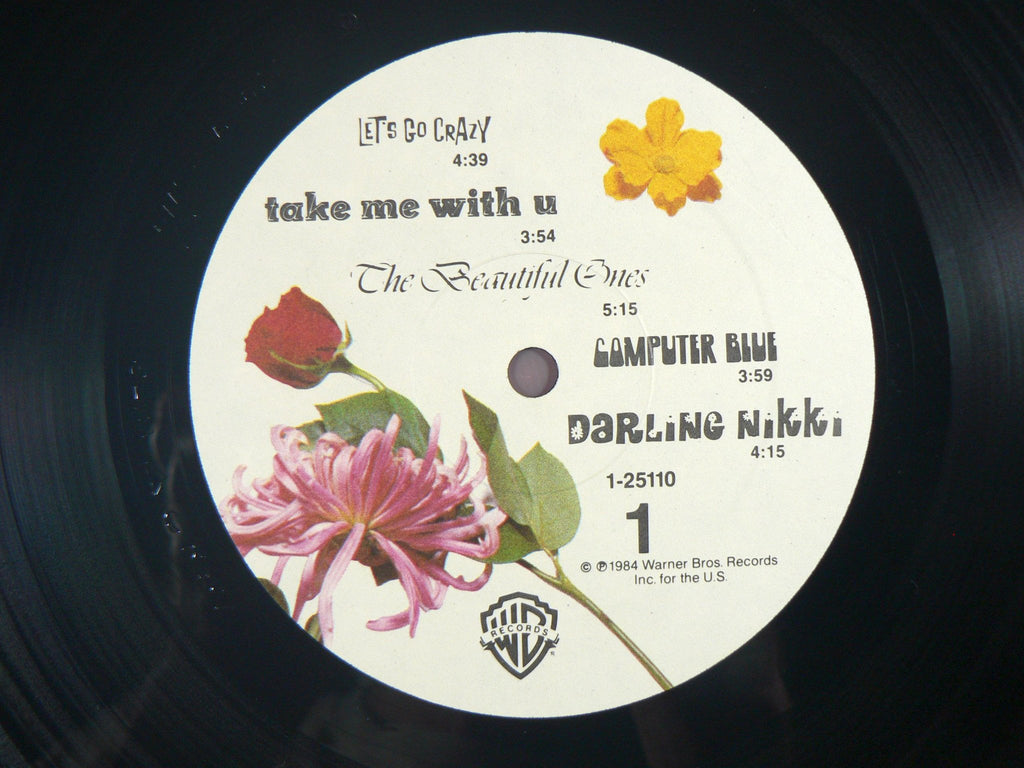 LET'S GO CRAZY
4:39
take me with u
3:54
The Beautiful Ones
5:15
COMPUTER BLUE
3:59
DARLING NIKKI
4:15
1-25110
1
© ℗1984 Warner Bros. Records
Inc. for the U.S.
WB
RECORDS
®